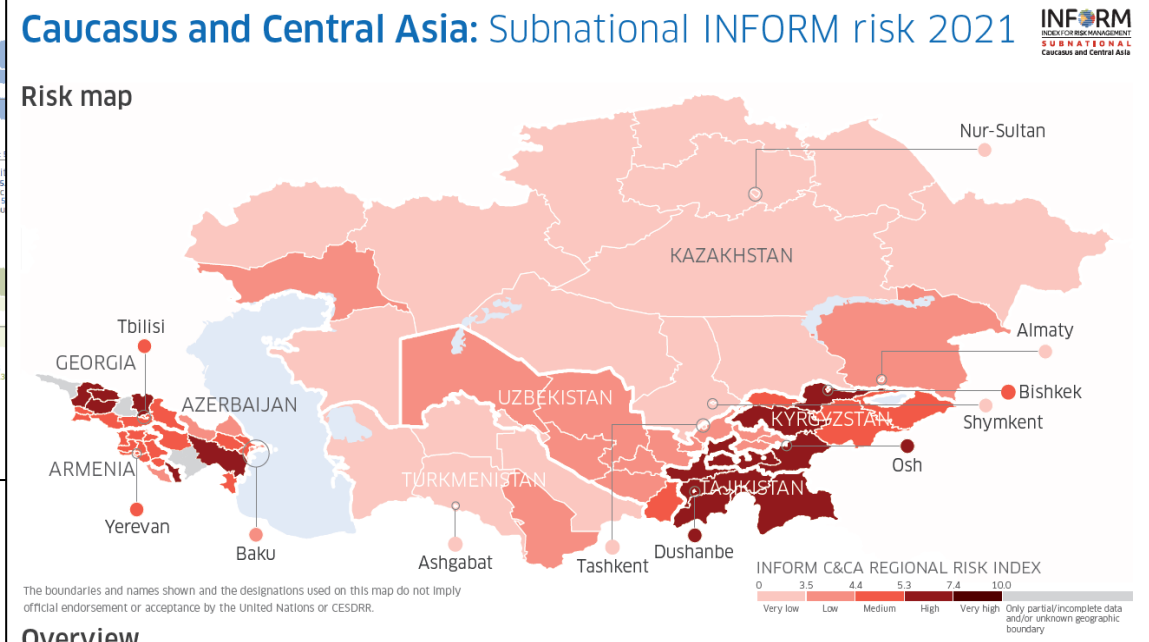 Caucasus and Central Asia: Subnational INFORM risk 2021
INFORM
INDEX FOR RISK MANAGEMENT
SUBNATIONAL
Caucasus and Central Asia
Risk map
Nur-Sultan
KAZAKHSTAN
Tbilisi
Almaty
GEORGIA
Bishkek
UZBEKISTAN
AZERBAIJAN
KYRGYZSTAN
Shymkent
Osh
ARMENIA
TURKMENISTAN
TAJIKISTAN
Yerevan
Baku
Ashgabat
Tashkent
Dushanbe
INFORM C&CA REGIONAL RISK INDEX
0 3.5 4.4 5.3 7.4 10.0
Very low Low Medium High Very high Only partial/incomplete data
and/or unknown geographic
boundary
The boundaries and names shown and the designations used on this map do not imply
official endorsement or acceptance by the United Nations or CESDRR.
Overview